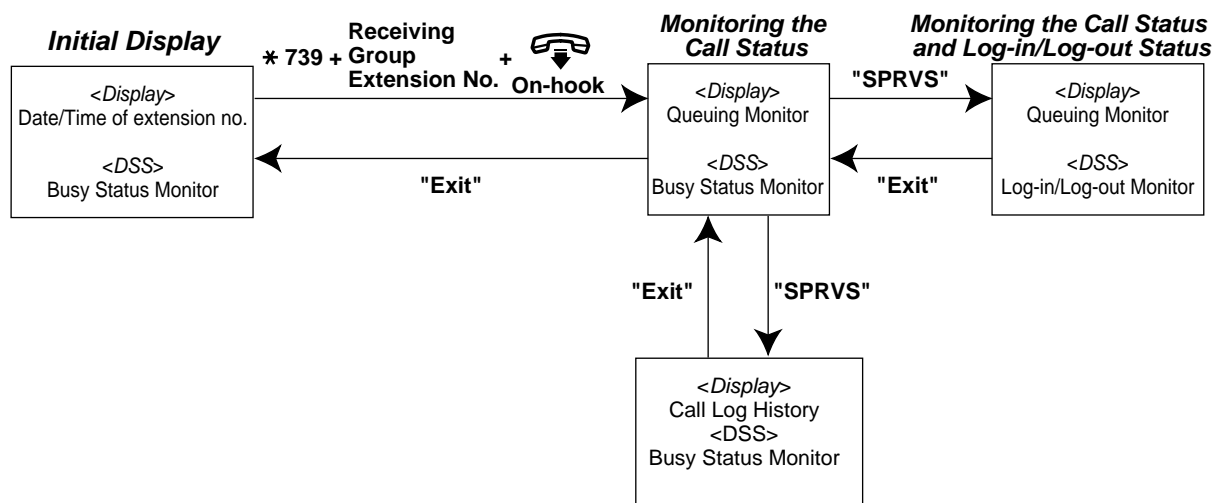 Initial Display
<Display>
Date/Time of extension no.
<DSS>
Busy Status Monitor
* 739 +
Receiving
Group
Extension No.
+
On-hook
"Exit"
Monitoring the
Call Status
<Display>
Queuing Monitor
<DSS>
Busy Status Monitor
"SPRVS"
"Exit"
Monitoring the Call Status
and Log-in/Log-out Status
<Display>
Queuing Monitor
<DSS>
Log-in/Log-out Monitor
"Exit"
"SPRVS"
<Display>
Call Log History
<DSS>
Busy Status Monitor